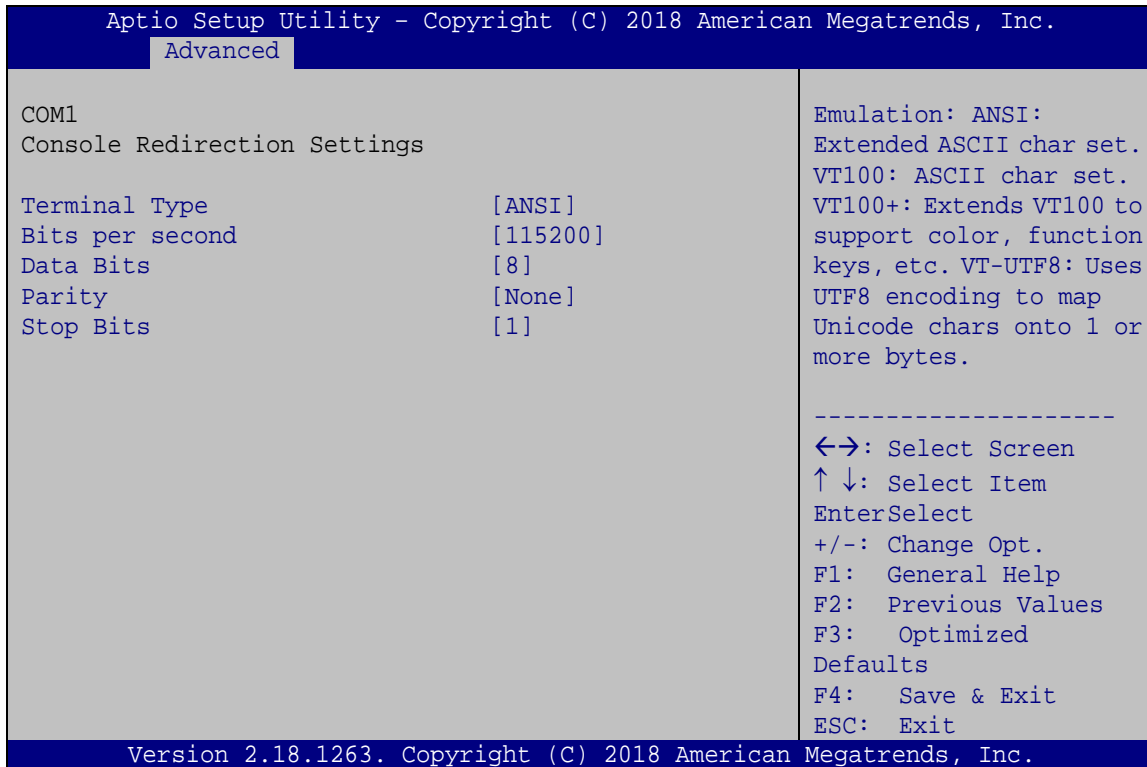 Aptio Setup Utility – Copyright (C) 2018 American Megatrends, Inc.
Advanced
COM1
Console Redirection Settings
Terminal Type [ANSI]
Bits per second [115200]
Data Bits [8]
Parity [None]
Stop Bits [1]
Emulation: ANSI:
Extended ASCII char set.
VT100: ASCII char set.
VT100+: Extends VT100 to
support color, function
keys, etc. VT-UTF8: Uses
UTF8 encoding to map
Unicode chars onto 1 or
more bytes.
---------------------
←→: Select Screen
↑ ↓: Select Item
EnterSelect
+/-: Change Opt.
F1: General Help
F2: Previous Values
F3: Optimized
Defaults
F4: Save & Exit
ESC: Exit
Version 2.18.1263. Copyright (C) 2018 American Megatrends, Inc.